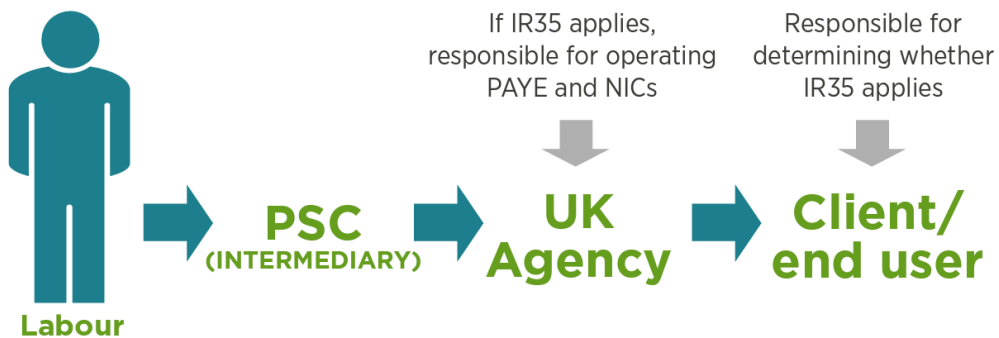 If IR35 applies,
responsible for operating
PAYE and NICs
Responsible for
determining whether
IR35 applies
Labour
PSC
(INTERMEDIARY)
UK
Agency
Client/
end user